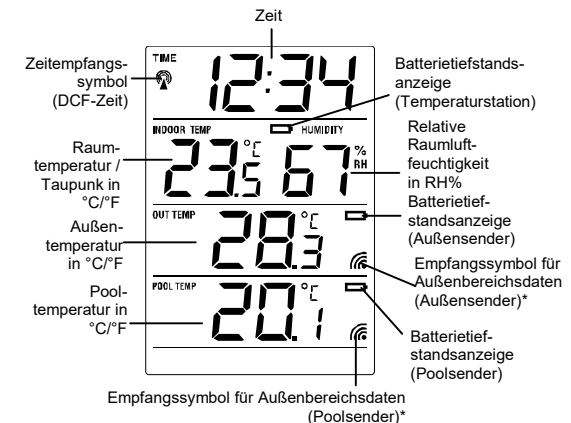 Zeit
Zeitempfangs-
symbol
(DCF-Zeit)
TIME
12:34
Batterietiefstands-
anzeige
(Temperaturstation)
INDOOR TEMP
HUMIDITY
Raum-
temperatur /
Taupunk in
°C/°F
23.5 °C
67 % RH
Relative
Raumluft-
feuchtigkeit
in RH%
OUT TEMP
28.3 °C
Außen-
temperatur
in °C/°F
Batterietief-
standsanzeige
(Außensender)
Empfangssymbol für
Außenbereichsdaten
(Außensender)*
POOL TEMP
20.1 °C
Pool-
temperatur in
°C/°F
Batterietief-
standsanzeige
(Poolsender)
Empfangssymbol für Außenbereichsdaten
(Poolsender)*